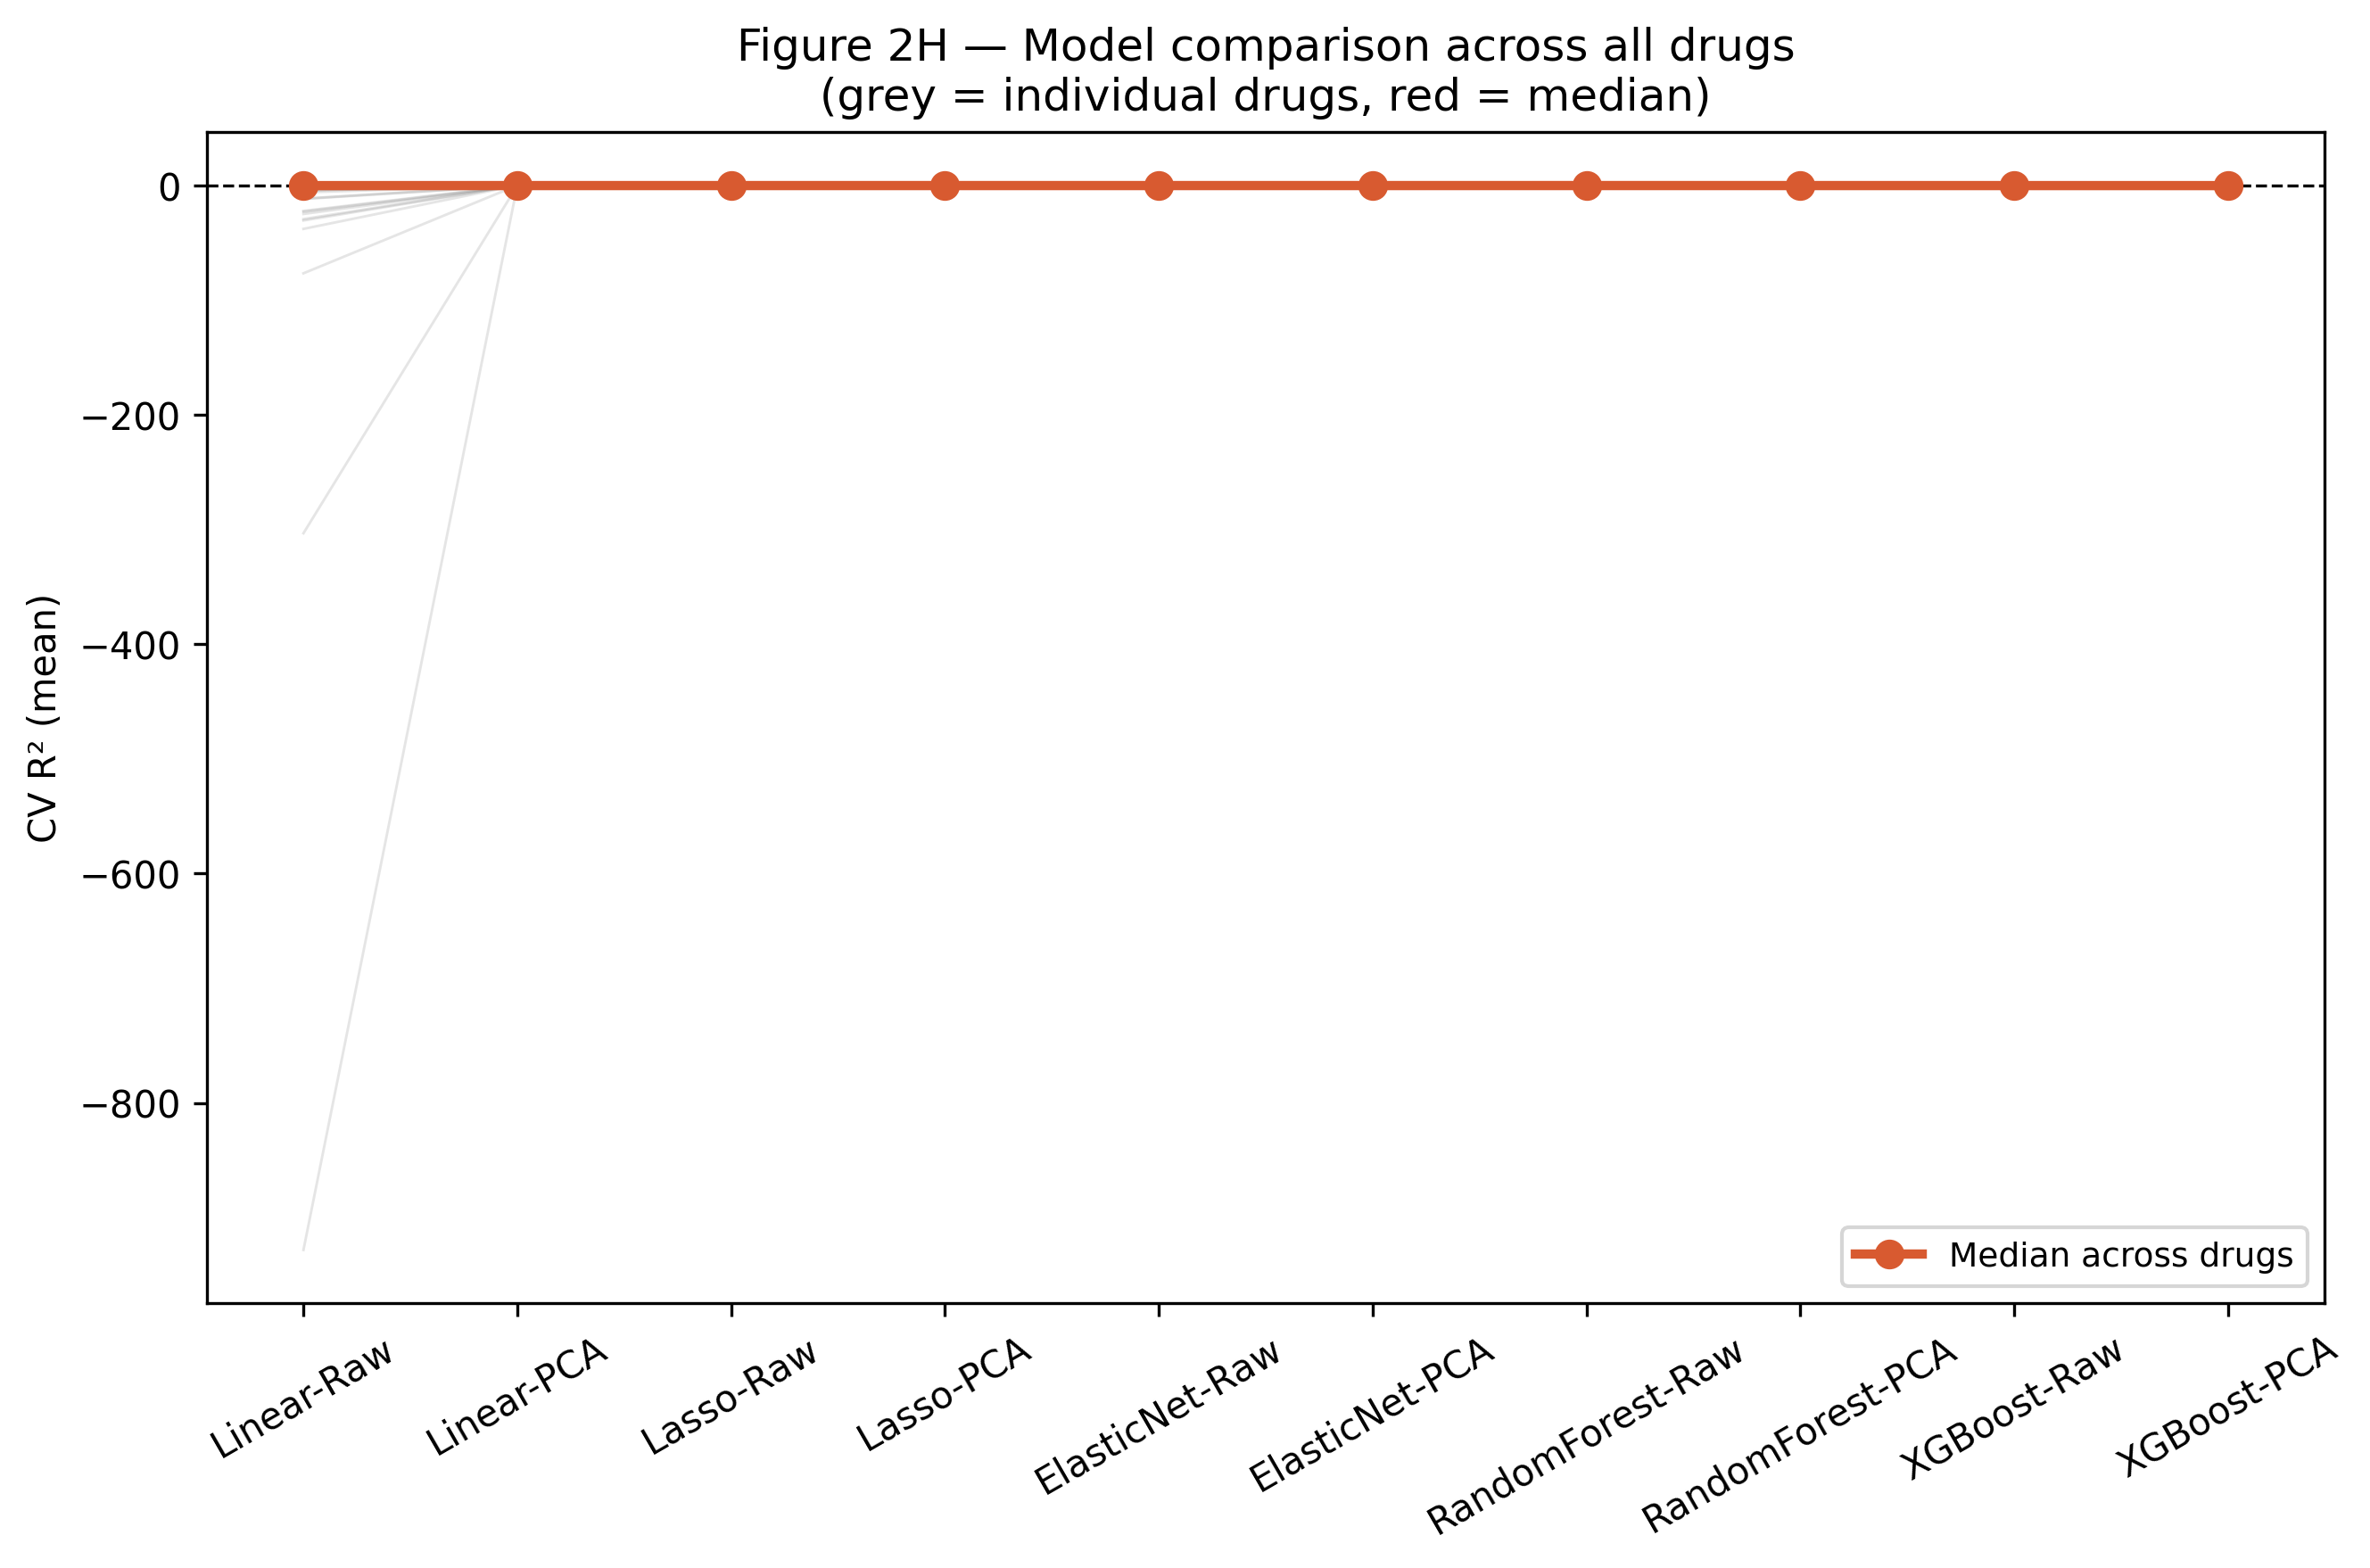 Figure 2H — Model comparison across all drugs
(grey = individual drugs, red = median)
CV R² (mean)
0
−200
−400
−600
−800
Median across drugs
Linear-Raw
Linear-PCA
Lasso-Raw
Lasso-PCA
ElasticNet-Raw
ElasticNet-PCA
RandomForest-Raw
RandomForest-PCA
XGBoost-Raw
XGBoost-PCA